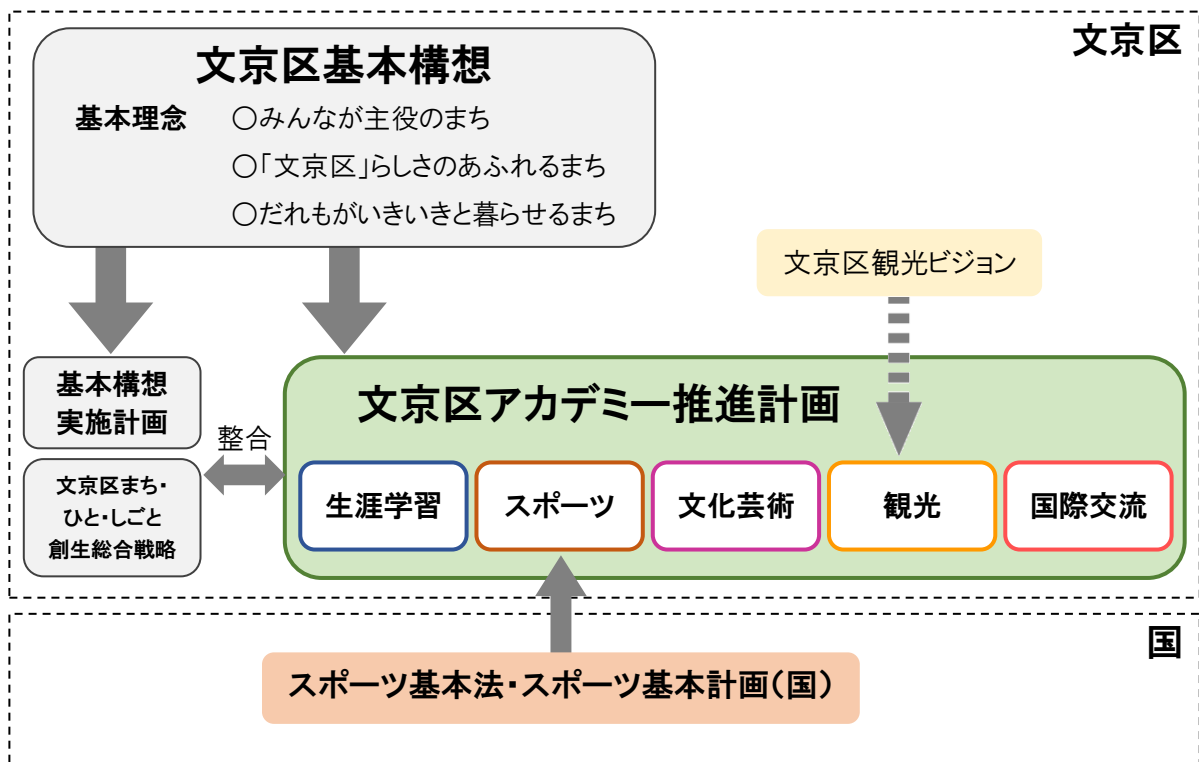 文京区
文京区基本構想
基本理念 ○みんなが主役のまち
○「文京区」らしさのあふれるまち
○だれもがいきいきと暮らせるまち
文京区観光ビジョン
基本構想
実施計画
整合
文京区まち・
ひと・しごと
創生総合戦略
文京区アカデミー推進計画
生涯学習
スポーツ
文化芸術
観光
国際交流
国
スポーツ基本法・スポーツ基本計画(国)